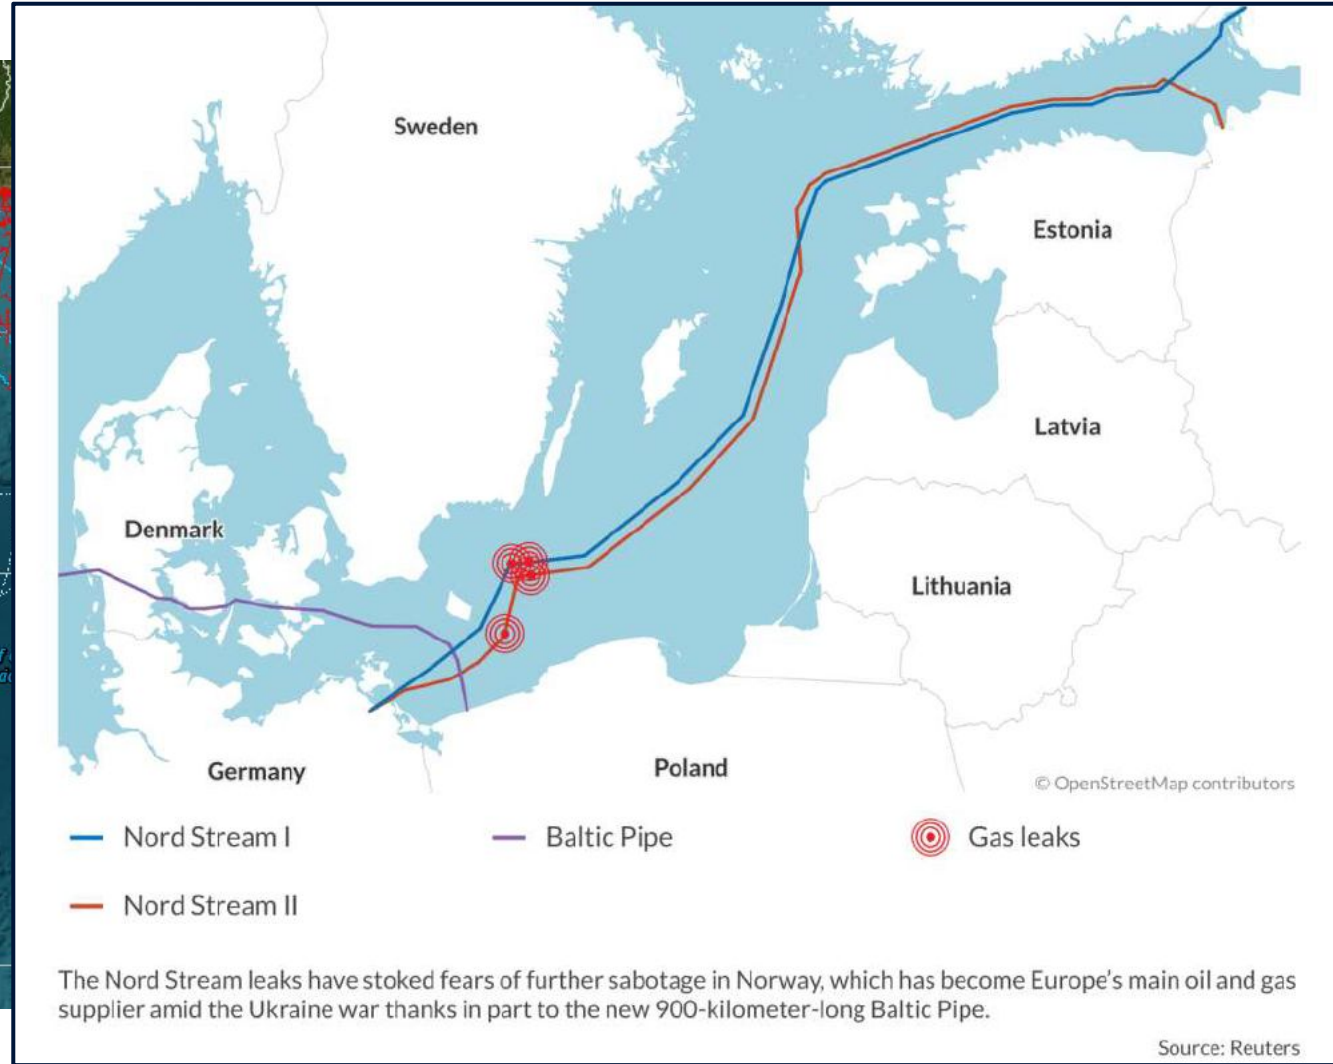 Sweden
Estonia
Latvia
Denmark
Lithuania
Germany
Poland
© OpenStreetMap contributors
Nord Stream I
Baltic Pipe
Gas leaks
Nord Stream II
The Nord Stream leaks have stoked fears of further sabotage in Norway, which has become Europe's main oil and gas
supplier amid the Ukraine war thanks in part to the new 900-kilometer-long Baltic Pipe.
Source: Reuters